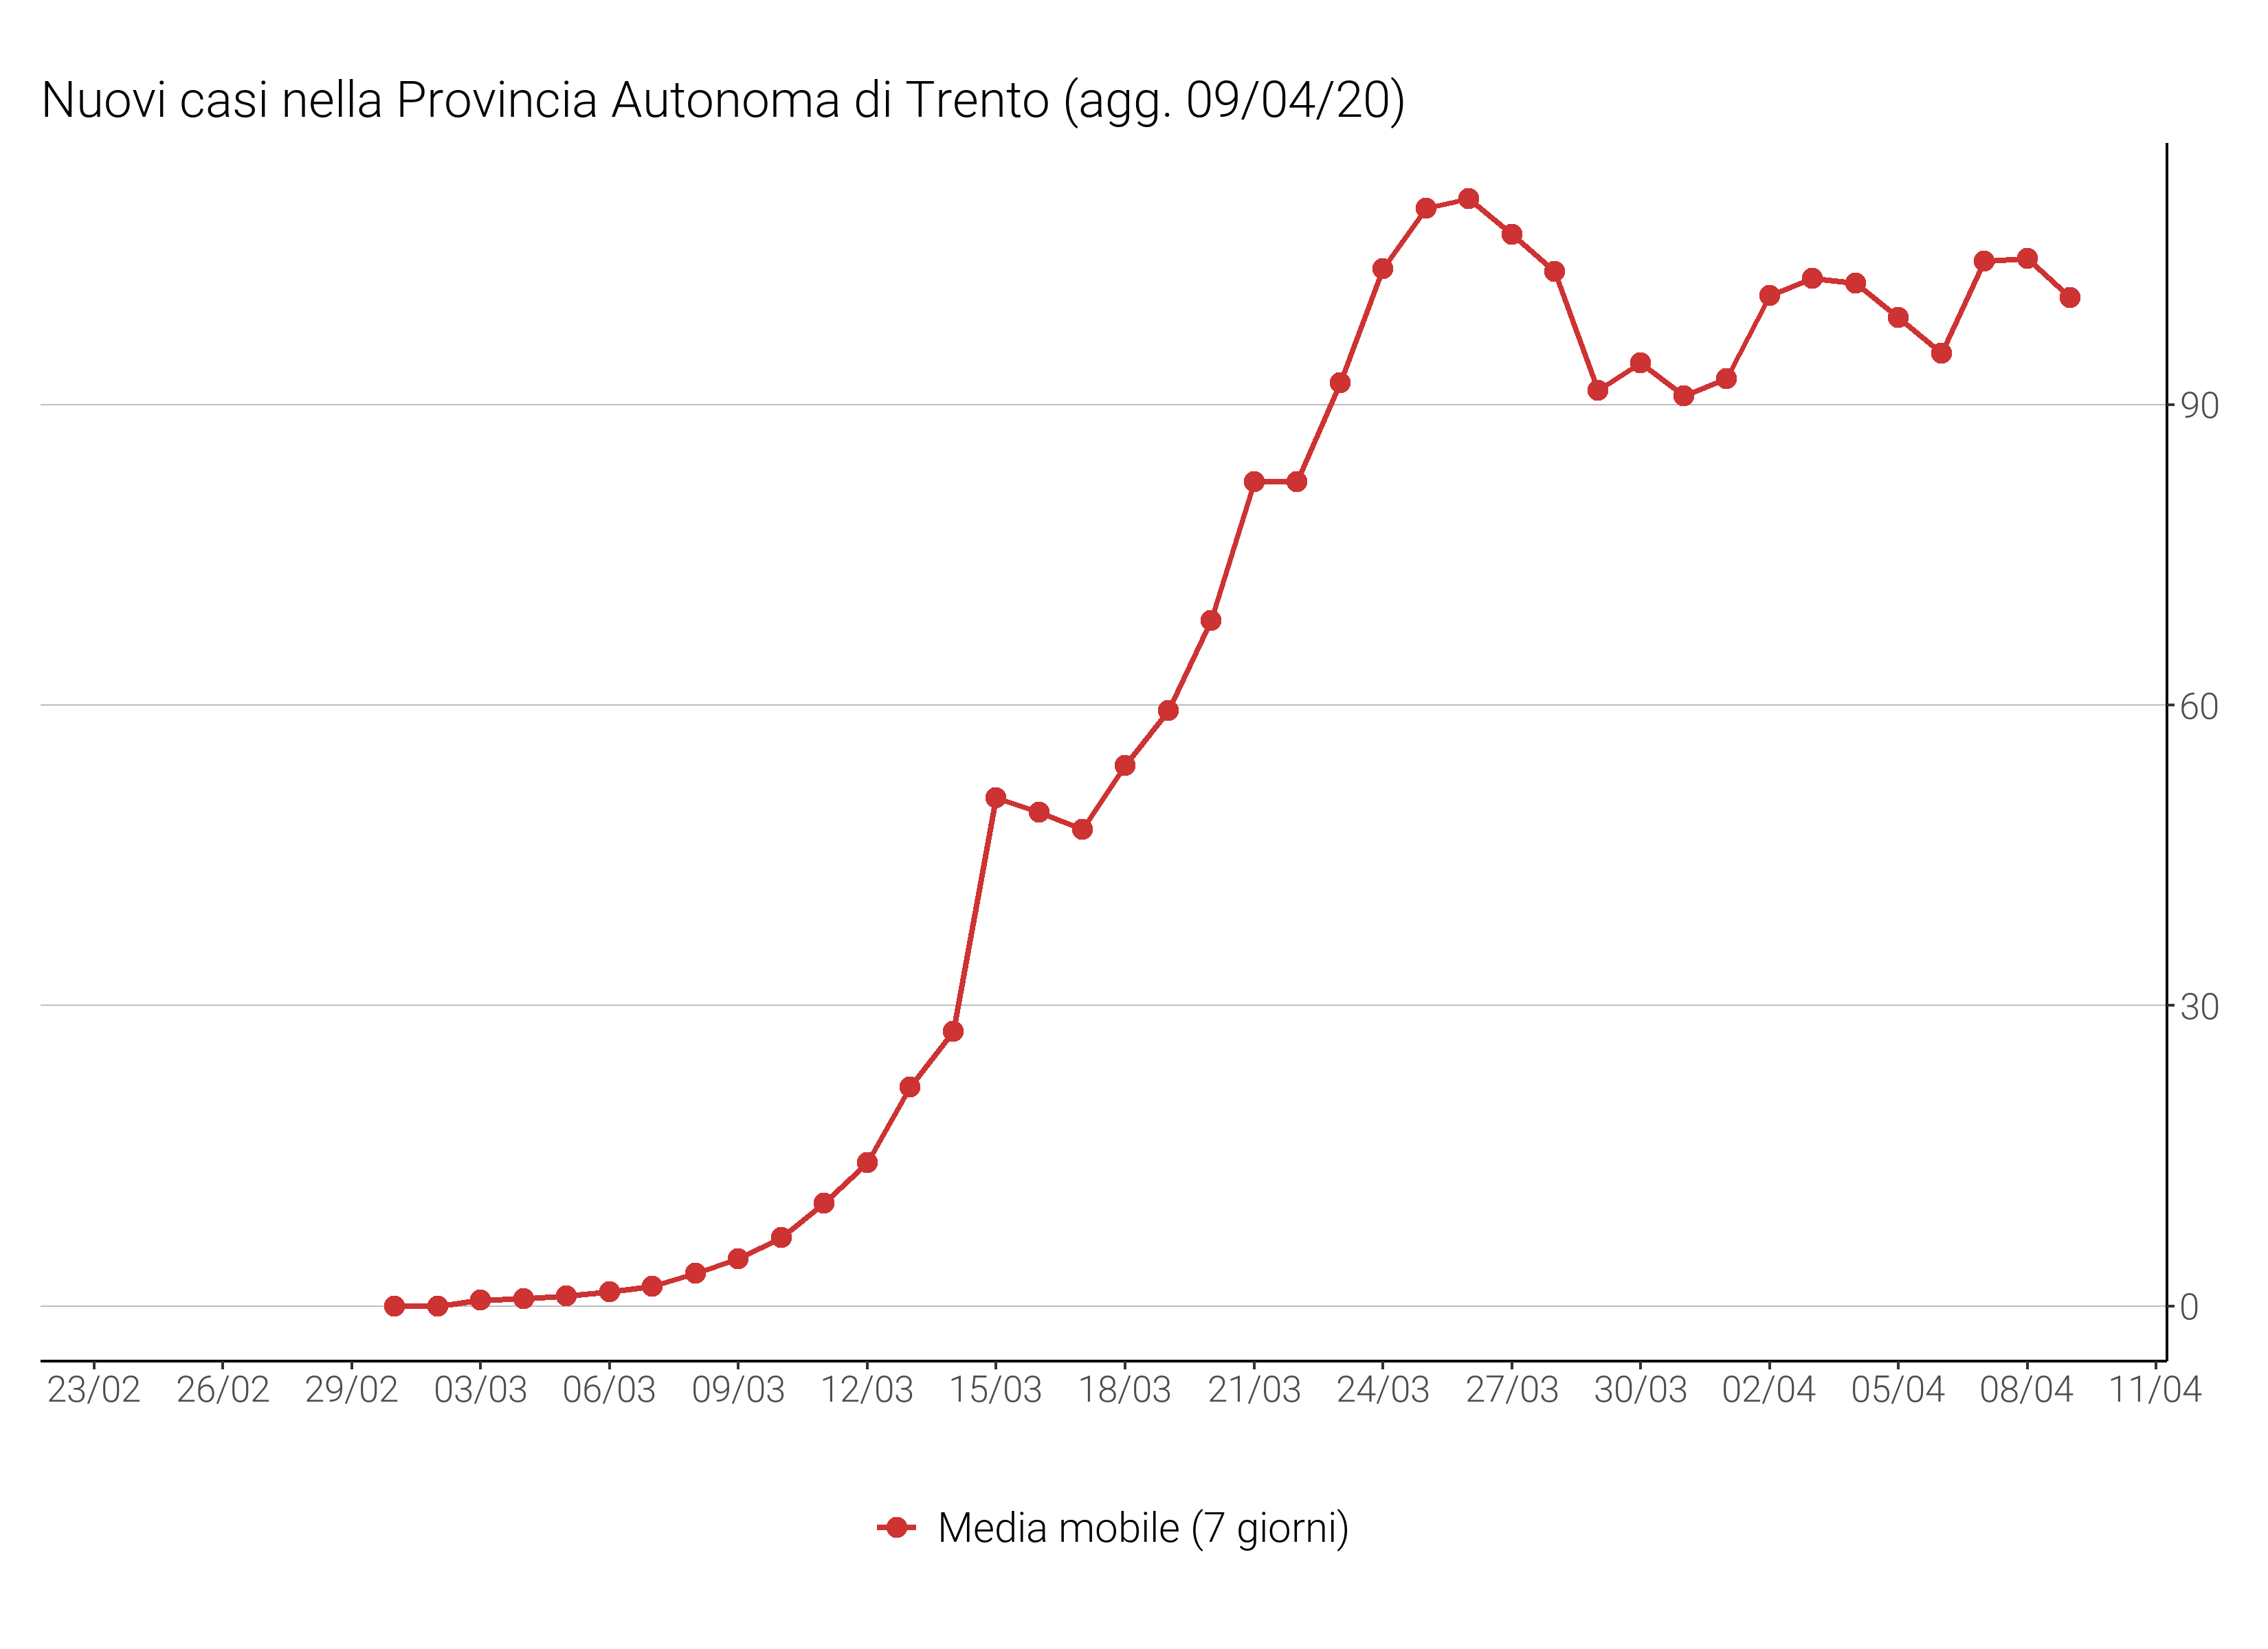 Nuovi casi nella Provincia Autonoma di Trento (agg. 09/04/20)
90
60
30
0
23/02 26/02 29/02 03/03 06/03 09/03 12/03 15/03 18/03 21/03 24/03 27/03 30/03 02/04 05/04 08/04 11/04
Media mobile (7 giorni)